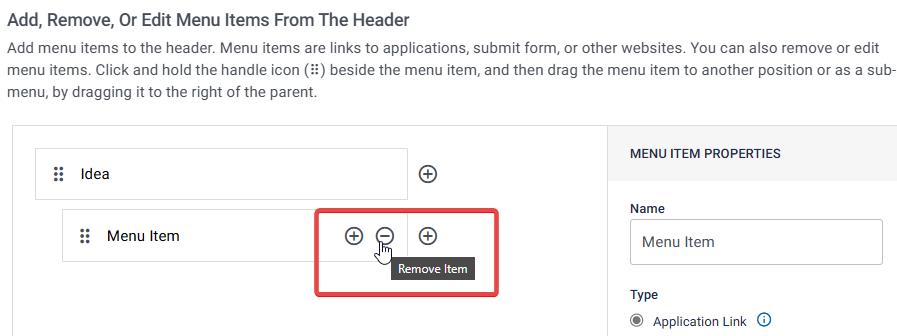 Add, Remove, Or Edit Menu Items From The Header
Add menu items to the header. Menu items are links to applications, submit form, or other websites. You can also remove or edit
menu items. Click and hold the handle icon (⠿) beside the menu item, and then drag the menu item to another position or as a sub-
menu, by dragging it to the right of the parent.
MENU ITEM PROPERTIES
Idea
Name
Menu Item
Menu Item
Remove Item
Type
Application Link